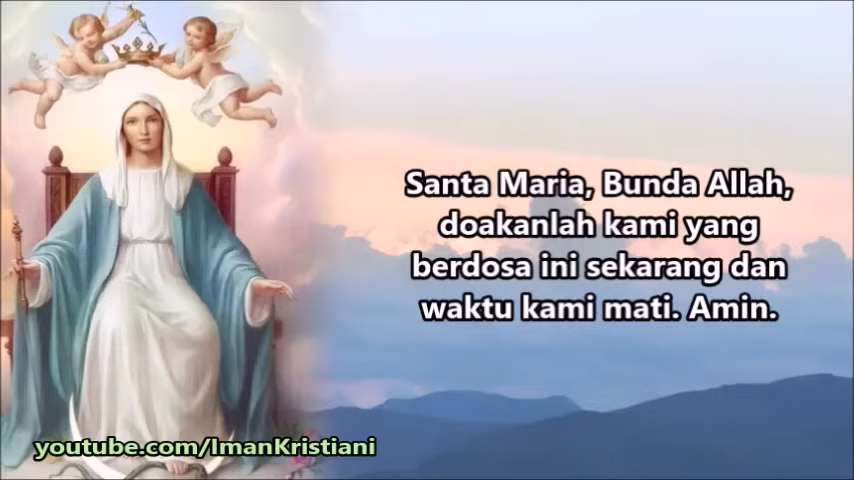 Santa Maria, Bunda Allah,
doakanlah kami yang
berdosa ini sekarang dan
waktu kami mati. Amin.
youtube.com/ImanKristiani